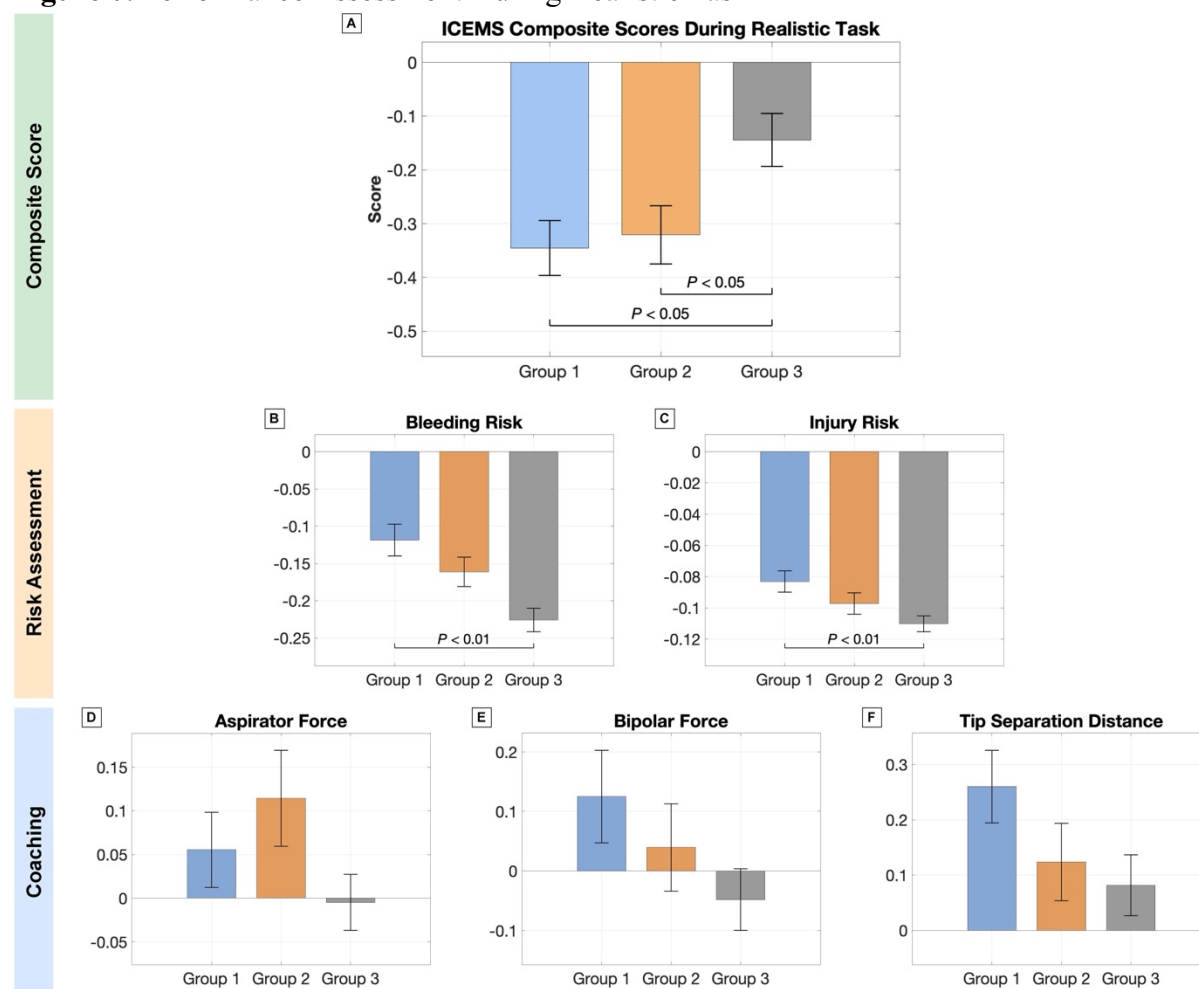 A
ICEMS Composite Scores During Realistic Task
Composite Score
Score
0
-0.1
-0.2
-0.3
-0.4
-0.5
P < 0.05
P < 0.05
Group 1 Group 2 Group 3
Risk Assessment
B
Bleeding Risk
0
-0.05
-0.1
-0.15
-0.2
-0.25
P < 0.01
Group 1 Group 2 Group 3
C
Injury Risk
0
-0.02
-0.04
-0.06
-0.08
-0.1
-0.12
P < 0.01
Group 1 Group 2 Group 3
Coaching
D
Aspirator Force
0.15
0.1
0.05
0
-0.05
Group 1 Group 2 Group 3
E
Bipolar Force
0.2
0.1
0
-0.1
Group 1 Group 2 Group 3
F
Tip Separation Distance
0.3
0.2
0.1
0
Group 1 Group 2 Group 3